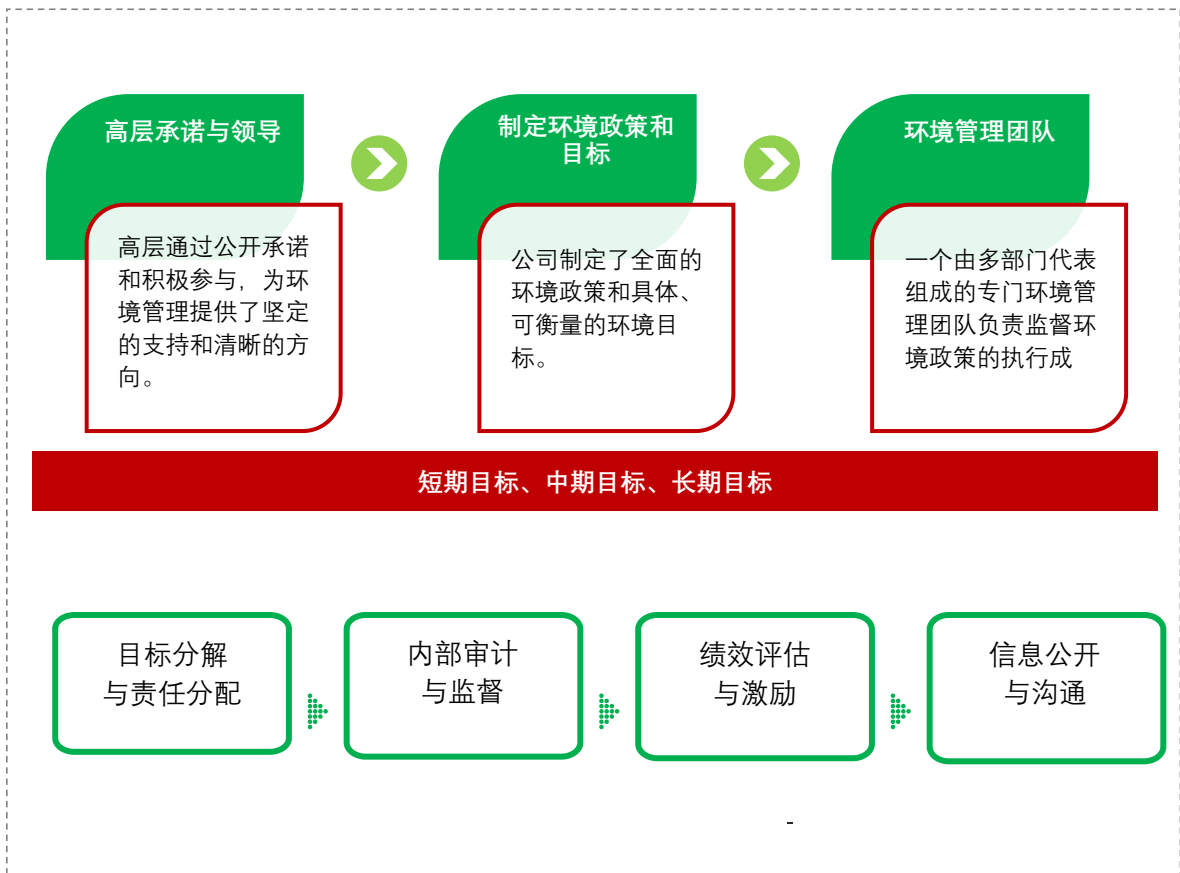 高层承诺与领导
制定环境政策和
目标
环境管理团队
高层通过公开承诺
和积极参与，为环
境管理提供了坚定
的支持和清晰的方
向。
公司制定了全面的
环境政策和具体、
可衡量的环境目
标。
一个由多部门代表
组成的专门环境管
理团队负责监督环
境政策的执行成
短期目标、中期目标、长期目标
目标分解
与责任分配
内部审计
与监督
绩效评估
与激励
信息公开
与沟通
-